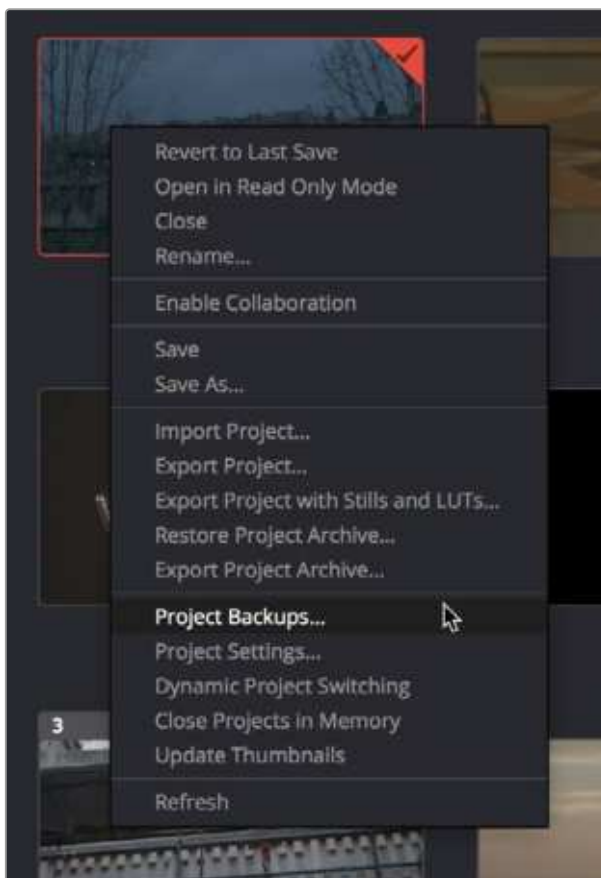 Revert to Last Save
Open in Read Only Mode
Close
Rename...
Enable Collaboration
Save
Save As...
Import Project...
Export Project...
Export Project with Stills and LUTs...
Restore Project Archive...
Export Project Archive...
Project Backups...
Project Settings...
Dynamic Project Switching
Close Projects in Memory
3
Update Thumbnails
Refresh